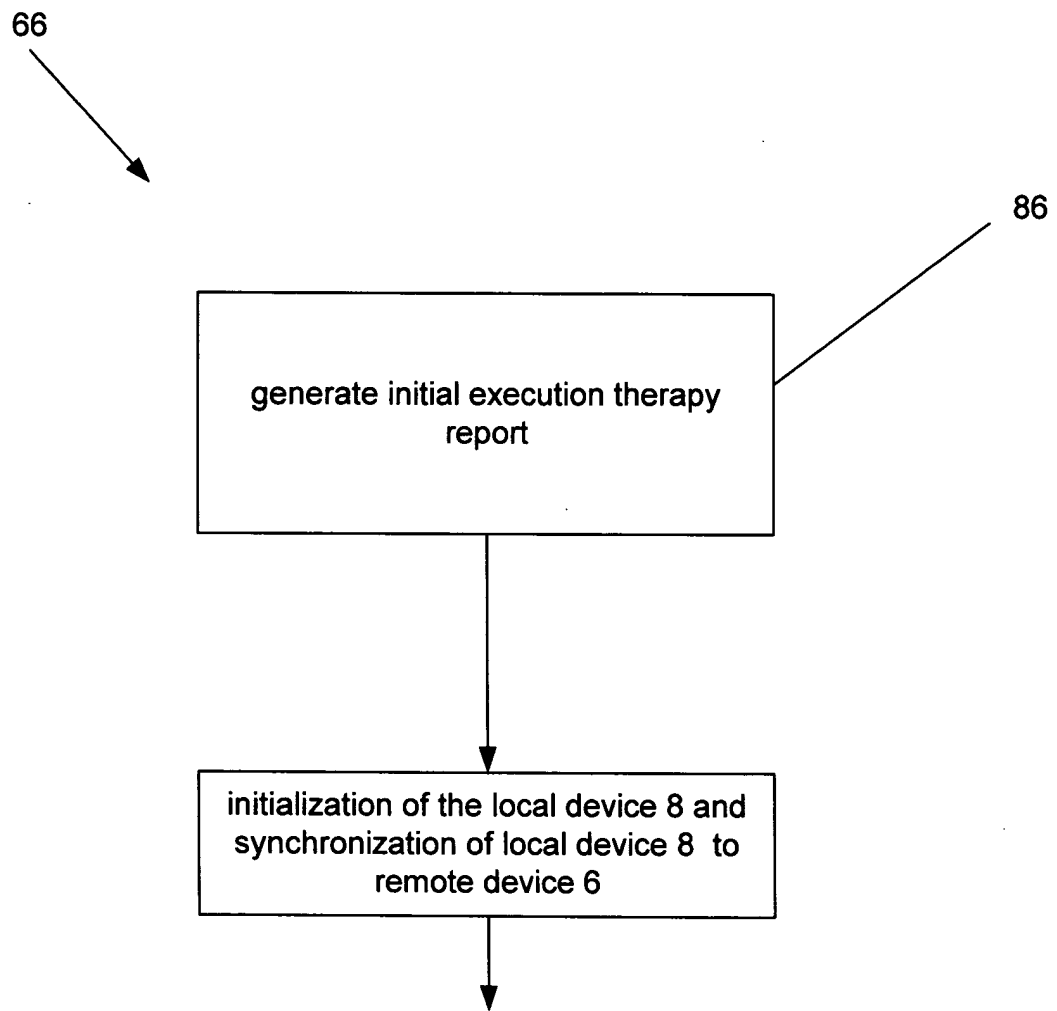 66
86
generate initial execution therapy
report
initialization of the local device 8 and
synchronization of local device 8 to
remote device 6